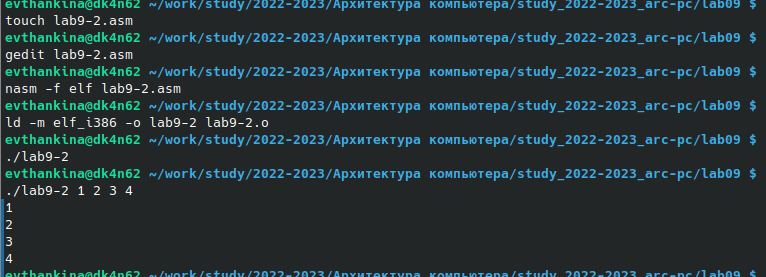 evthankina@dk4n62 ~/work/study/2022-2023/Архитектура компьютера/study_2022-2023_arc-pc/lab09 $
touch lab9-2.asm
evthankina@dk4n62 ~/work/study/2022-2023/Архитектура компьютера/study_2022-2023_arc-pc/lab09 $
gedit lab9-2.asm
evthankina@dk4n62 ~/work/study/2022-2023/Архитектура компьютера/study_2022-2023_arc-pc/lab09 $
nasm -f elf lab9-2.asm
evthankina@dk4n62 ~/work/study/2022-2023/Архитектура компьютера/study_2022-2023_arc-pc/lab09 $
ld -m elf_i386 -o lab9-2 lab9-2.o
evthankina@dk4n62 ~/work/study/2022-2023/Архитектура компьютера/study_2022-2023_arc-pc/lab09 $
./lab9-2
evthankina@dk4n62 ~/work/study/2022-2023/Архитектура компьютера/study_2022-2023_arc-pc/lab09 $
./lab9-2 1 2 3 4
1
2
3
4
evthankina@dk4n62 ~/work/study/2022-2023/Архитектура компьютера/study_2022-2023_arc-pc/lab09 $